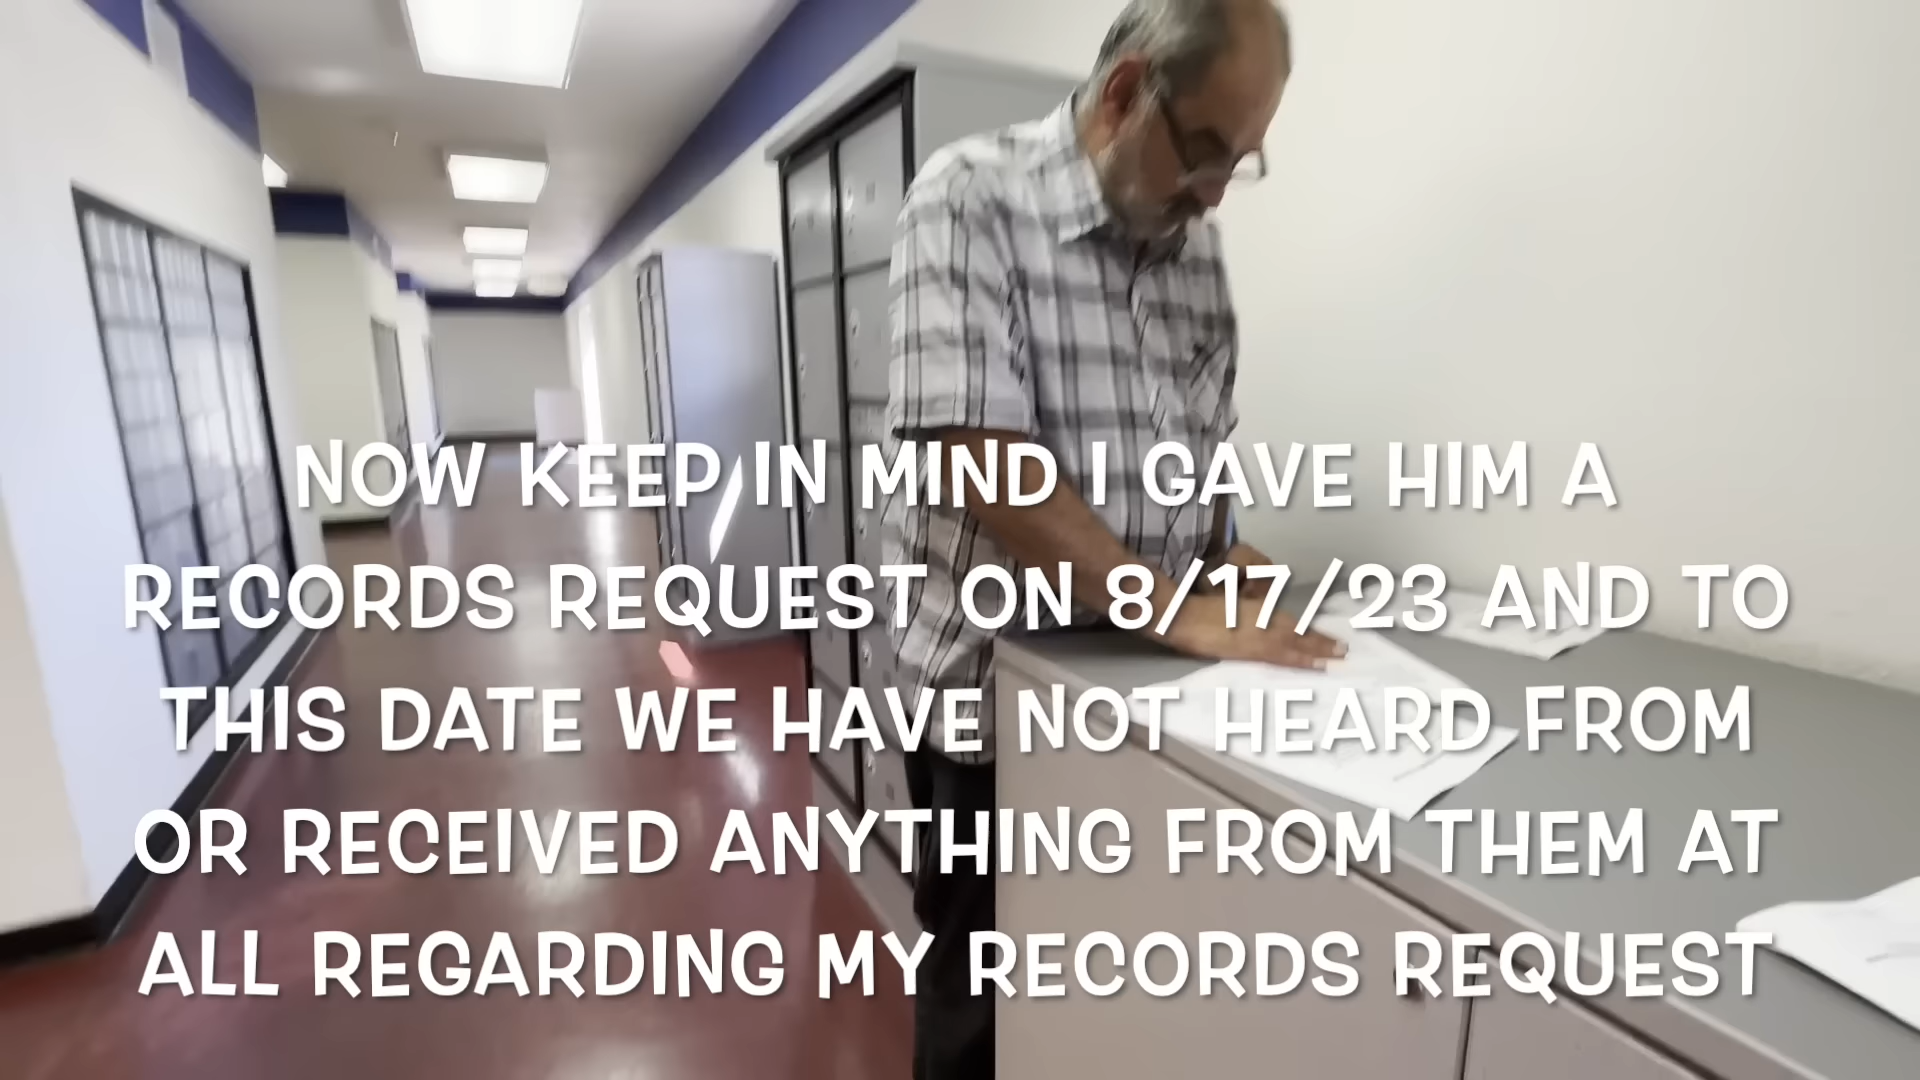 NOW KEEP IN MIND I GAVE HIM A
RECORDS REQUEST ON 8/17/23 AND TO
THIS DATE WE HAVE NOT HEARD FROM
OR RECEIVED ANYTHING FROM THEM AT
ALL REGARDING MY RECORDS REQUEST